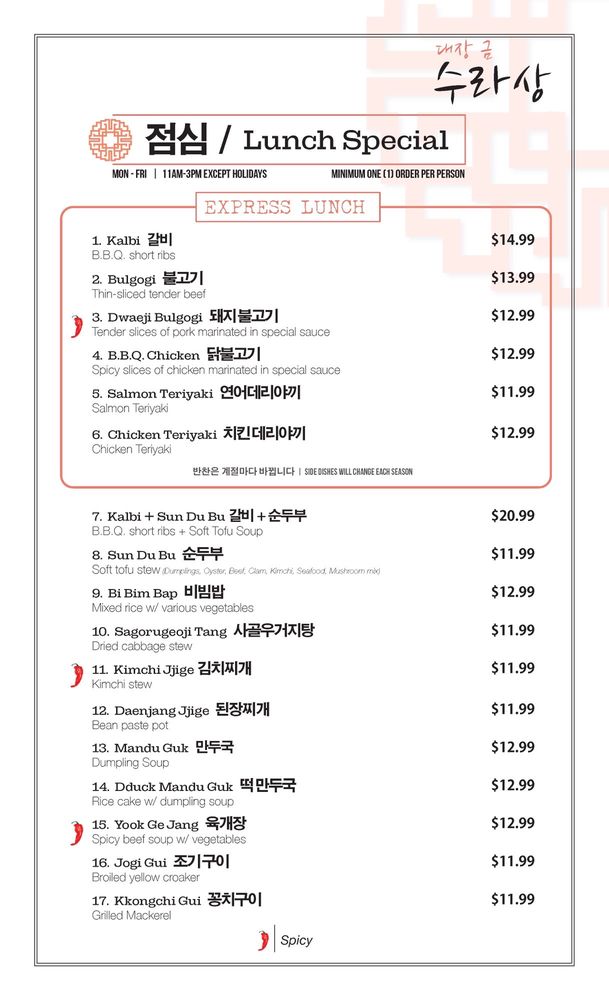 대장 금
수라상
점심 / Lunch Special
MON - FRI | 11AM-3PM EXCEPT HOLIDAYS MINIMUM ONE (1) ORDER PER PERSON
EXPRESS LUNCH
1. Kalbi 갈비 $14.99
B.B.Q. short ribs
2. Bulgogi 불고기 $13.99
Thin-sliced tender beef
3. Dwaeji Bulgogi 돼지불고기 $12.99
Tender slices of pork marinated in special sauce
4. B.B.Q. Chicken 닭불고기 $12.99
Spicy slices of chicken marinated in special sauce
5. Salmon Teriyaki 연어데리야끼 $11.99
Salmon Teriyaki
6. Chicken Teriyaki 치킨데리야끼 $12.99
Chicken Teriyaki
반찬은 계절마다 바뀝니다 | SIDE DISHES WILL CHANGE EACH SEASON
7. Kalbi + Sun Du Bu 갈비 + 순두부 $20.99
B.B.Q. short ribs + Soft Tofu Soup
8. Sun Du Bu 순두부 $11.99
Soft tofu stew (Dumplings, Oyster, Beef, Clam, Kimchi, Seafood, Mushroom mix)
9. Bi Bim Bap 비빔밥 $12.99
Mixed rice w/ various vegetables
10. Sagorugeoji Tang 사골우거지탕 $11.99
Dried cabbage stew
11. Kimchi Jjige 김치찌개 $11.99
Kimchi stew
12. Daenjang Jjige 된장찌개 $11.99
Bean paste pot
13. Mandu Guk 만두국 $12.99
Dumpling Soup
14. Dduck Mandu Guk 떡만두국 $12.99
Rice cake w/ dumpling soup
15. Yook Ge Jang 육개장 $12.99
Spicy beef soup w/ vegetables
16. Jogi Gui 조기구이 $11.99
Broiled yellow croaker
17. Kkongchi Gui 꽁치구이 $11.99
Grilled Mackerel
Spicy